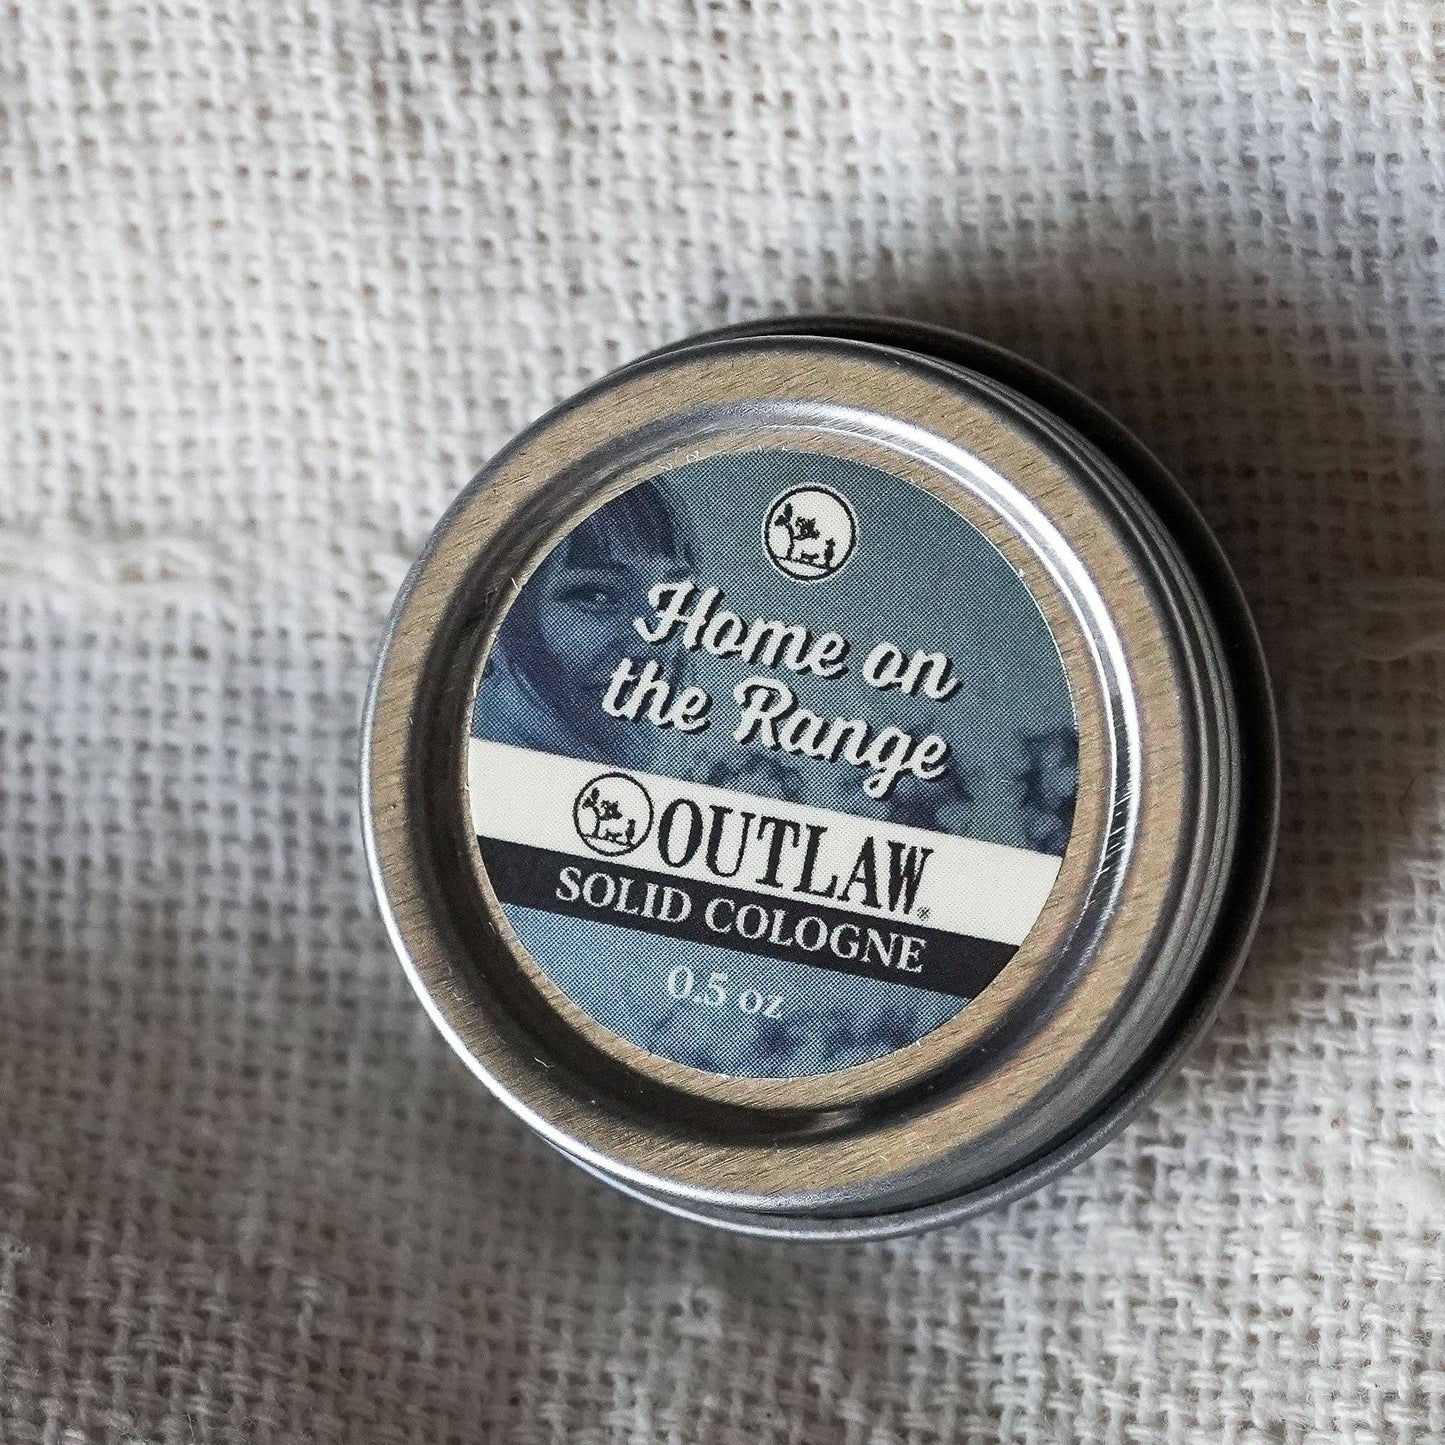 Home on
the Range
OUTLAW®
SOLID COLOGNE
0.5 oz